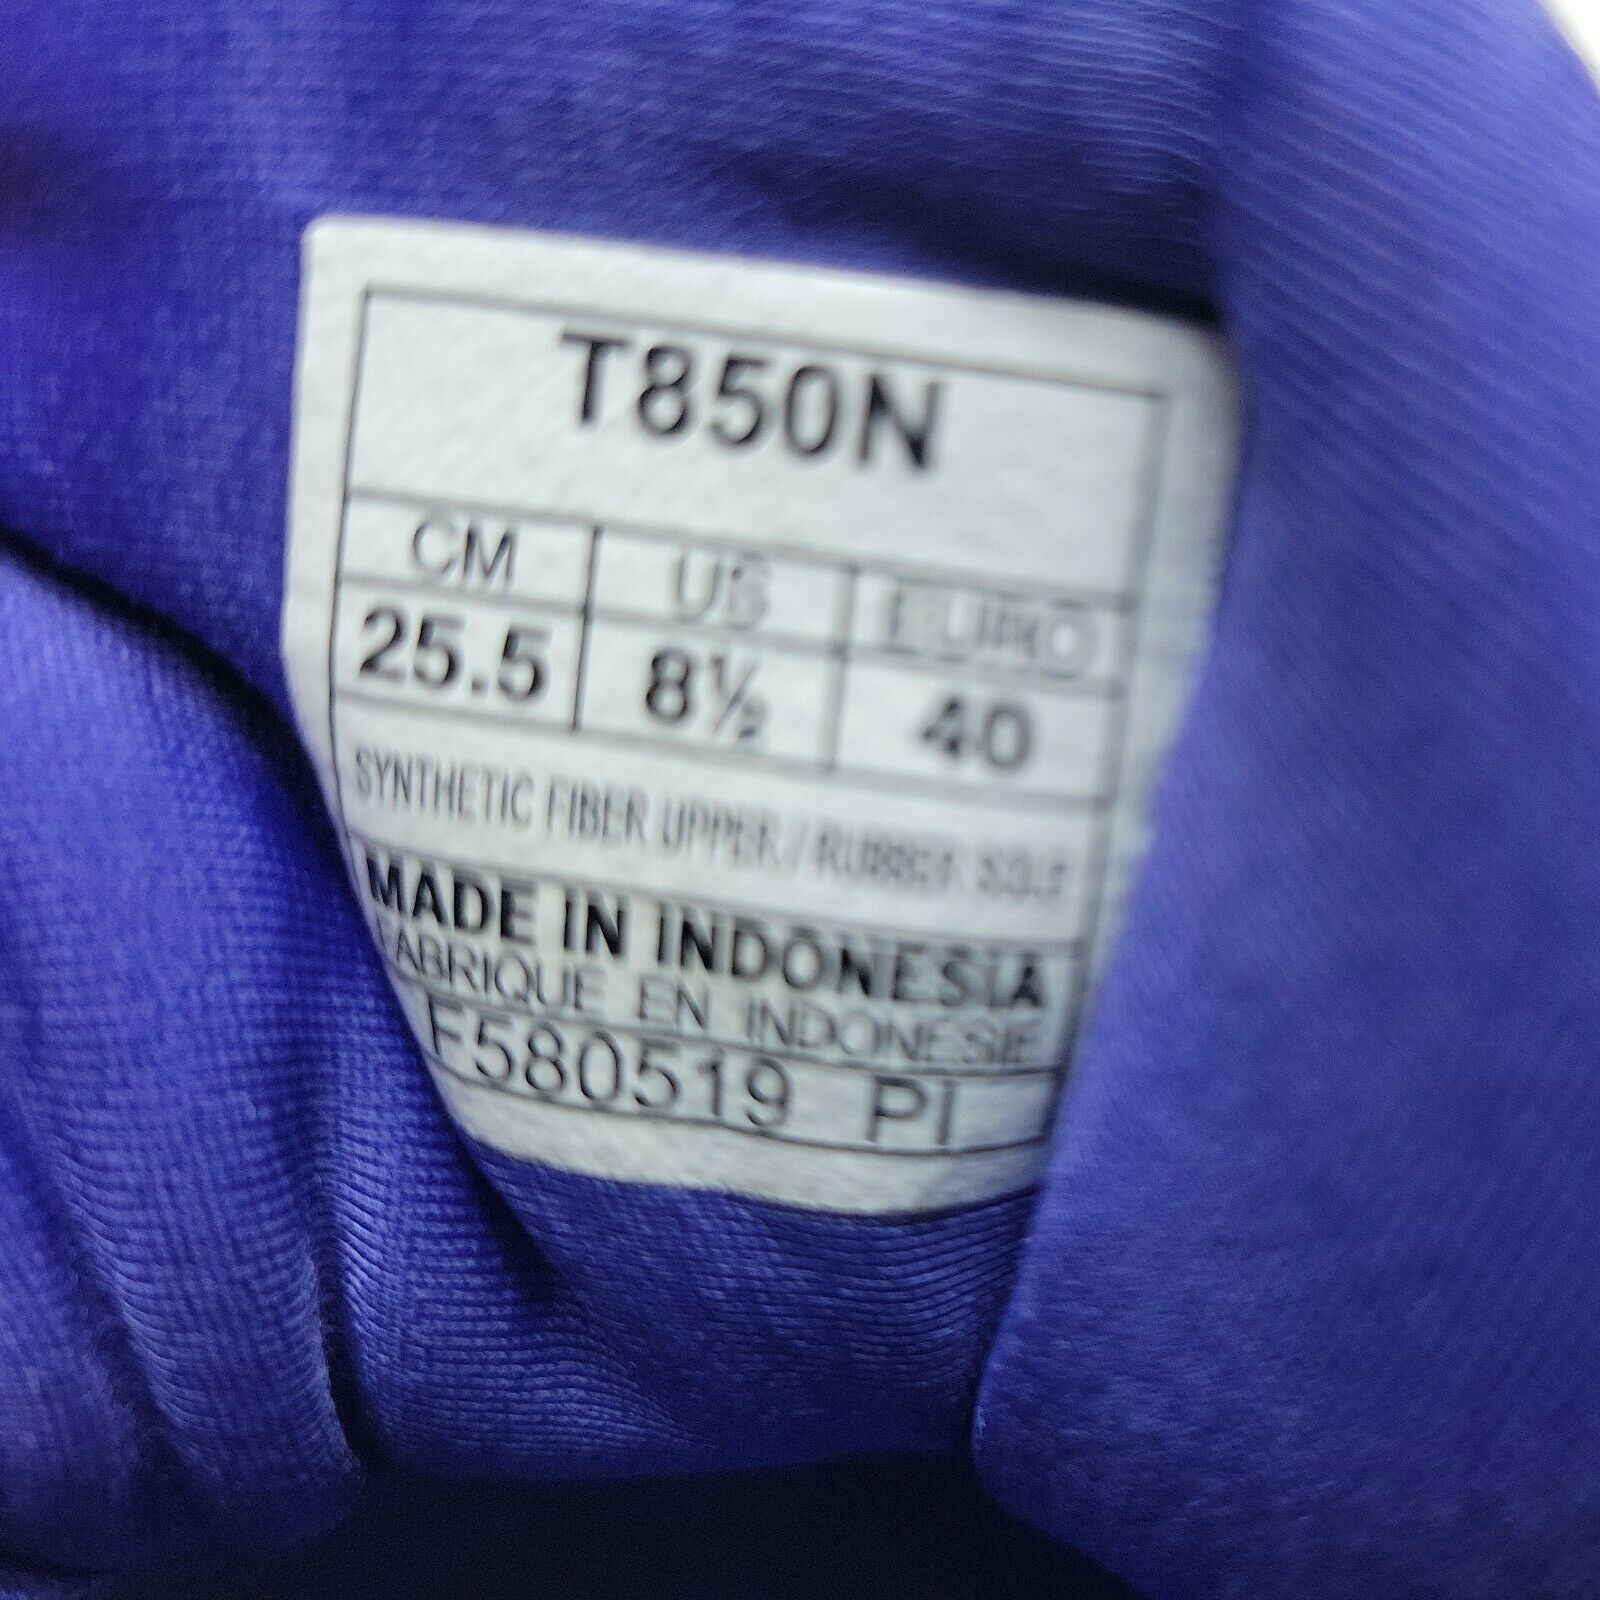 T850N
CM US EURO
25.5 8½ 40
SYNTHETIC FIBER UPPER / RUBBER SOLE
MADE IN INDONESIA
FABRIQUE EN INDONESIE
F580519 PI